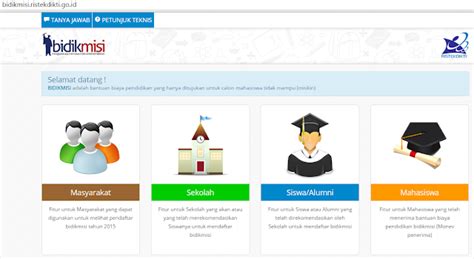 bidikmisi.ristekdikti.go.id
TANYA JAWAB PETUNJUK TEKNIS
bidikmisi
Selamat datang !
BIDIKMISI adalah bantuan biaya pendidikan yang hanya ditujukan untuk calon mahasiswa tidak mampu (miskin)
Masyarakat
Fitur untuk Masyarakat yang dapat
digunakan untuk melihat pendaftar
bidikmisi tahun 2015
Sekolah
Fitur untuk Sekolah yang akan atau
yang telah merekomendasikan
Siswanya untuk mendaftar
bidikmisi
Siswa/Alumni
Fitur untuk Siswa atau Alumni yang
telah direkomendasikan oleh
Sekolah untuk mendaftar bidikmisi
Mahasiswa
Fitur untuk Mahasiswa yang telah
menerima bantuan biaya
pendidikan bidikmisi (Monev
penerima)